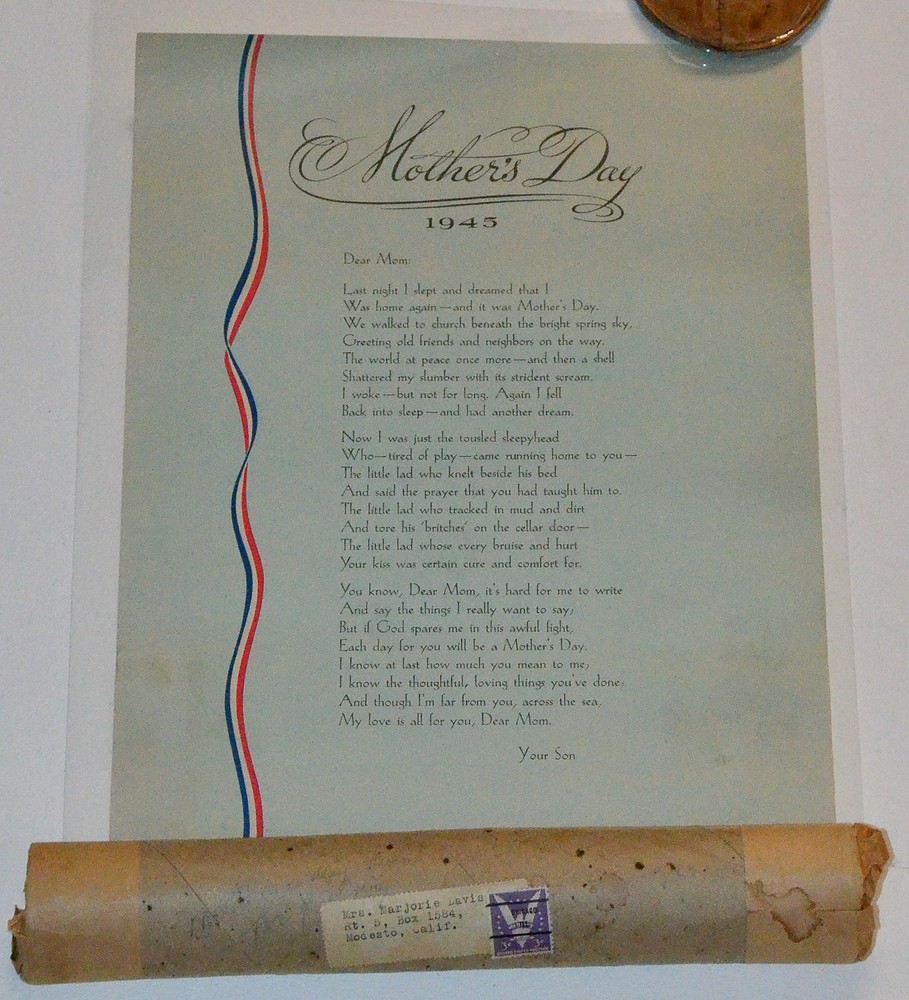 Mother's Day
1945
Dear Mom:
Last night I slept and dreamed that I
Was home again—and it was Mother's Day.
We walked to church beneath the bright spring sky,
Greeting old friends and neighbors on the way.
The world at peace once more—and then a shell
Shattered my slumber with its strident scream.
I woke—but not for long. Again I fell
Back into sleep—and had another dream.
Now I was just the tousled sleepyhead
Who—tired of play—came running home to you—
The little lad who knelt beside his bed
And said the prayer that you had taught him to.
The little lad who tracked in mud and dirt
And tore his 'britches' on the cellar door—
The little lad whose every bruise and hurt
Your kiss was certain cure and comfort for.
You know, Dear Mom, it's hard for me to write
And say the things I really want to say;
But if God spares me in this awful fight,
Each day for you will be a Mother's Day.
I know at last how much you mean to me;
I know the thoughtful, loving things you've done;
And though I'm far from you, across the sea,
My love is all for you, Dear Mom.
Your Son
Mrs. Marjorie Davis
Rt. 5, Box 1584,
Modesto, Calif.
3¢ 3¢